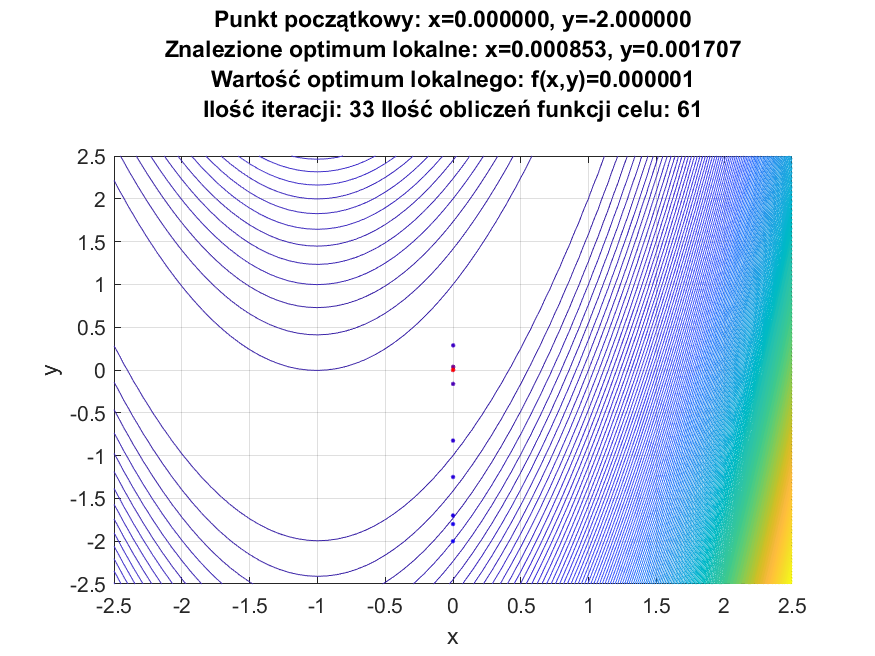 Punkt początkowy: x=0.000000, y=-2.000000
Znalezione optimum lokalne: x=0.000853, y=0.001707
Wartość optimum lokalnego: f(x,y)=0.000001
Ilość iteracji: 33 Ilość obliczeń funkcji celu: 61
2.5
2
1.5
1
0.5
0
-0.5
-1
-1.5
-2
-2.5
y
-2.5 -2 -1.5 -1 -0.5 0 0.5 1 1.5 2 2.5
x